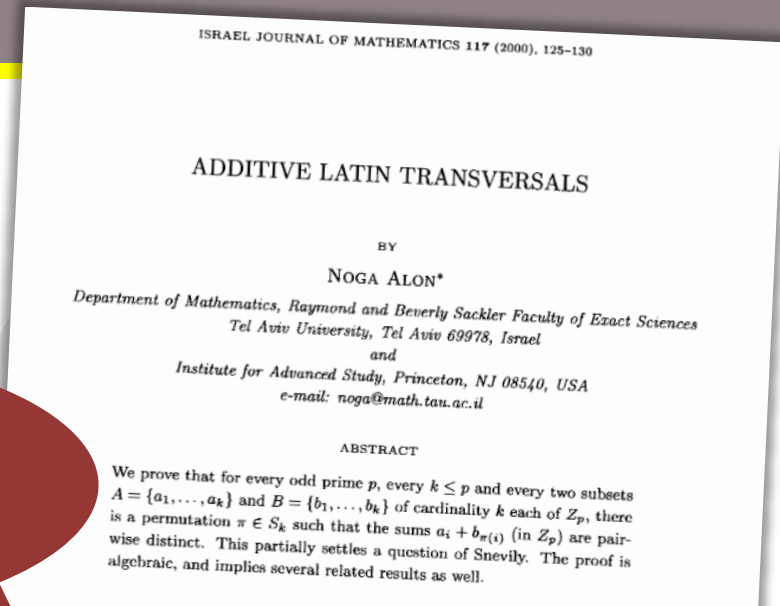 ISRAEL JOURNAL OF MATHEMATICS 117 (2000), 125–130
ADDITIVE LATIN TRANSVERSALS
BY
NOGA ALON*
Department of Mathematics, Raymond and Beverly Sackler Faculty of Exact Sciences
Tel Aviv University, Tel Aviv 69978, Israel
and
Institute for Advanced Study, Princeton, NJ 08540, USA
e-mail: noga@math.tau.ac.il
ABSTRACT
We prove that for every odd prime p, every k ≤ p and every two subsets
A = {a₁, . . . , aₖ} and B = {b₁, . . . , bₖ} of cardinality k each of Zₚ, there
is a permutation π ∈ Sₖ such that the sums aᵢ + b_π(i) (in Zₚ) are pair-
wise distinct. This partially settles a question of Snevily. The proof is
algebraic, and implies several related results as well.